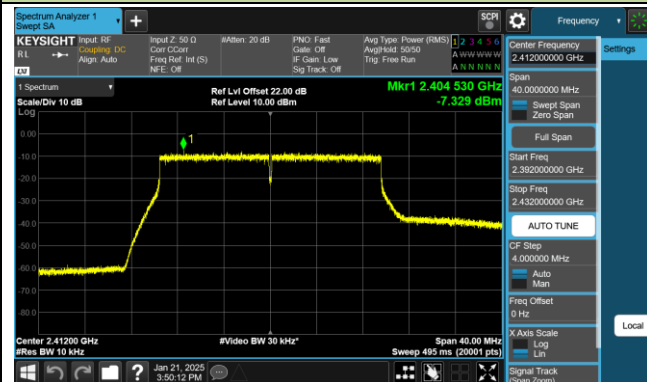 Spectrum Analyzer 1
Swept SA
SCPI
Frequency
KEYSIGHT
RL
LXI
Input: RF
Coupling: DC
Align: Auto
Input Z: 50 Ω
Corr CCorr
Freq Ref: Int (S)
NFE: Off
#Atten: 20 dB
PNO: Fast
Gate: Off
IF Gain: Low
Sig Track: Off
Avg Type: Power (RMS)
Avg|Hold: 50/50
Trig: Free Run
1 2 3 4 5 6
A W W W W W
A N N N N N
1 Spectrum
Scale/Div 10 dB
Log
Ref Lvl Offset 22.00 dB
Ref Level 10.00 dBm
Mkr1 2.404 530 GHz
-7.329 dBm
1
0.00
-10.0
-20.0
-30.0
-40.0
-50.0
-60.0
-70.0
-80.0
Center 2.41200 GHz
#Res BW 10 kHz
#Video BW 30 kHz*
Span 40.00 MHz
Sweep 495 ms (20001 pts)
Jan 21, 2025
3:50:12 PM
Center Frequency
2.412000000 GHz
Settings
Span
40.0000000 MHz
Swept Span
Zero Span
Full Span
Start Freq
2.392000000 GHz
Stop Freq
2.432000000 GHz
AUTO TUNE
CF Step
4.000000 MHz
Auto
Man
Freq Offset
0 Hz
X Axis Scale
Log
Lin
Local
Signal Track
(Span Zoom)